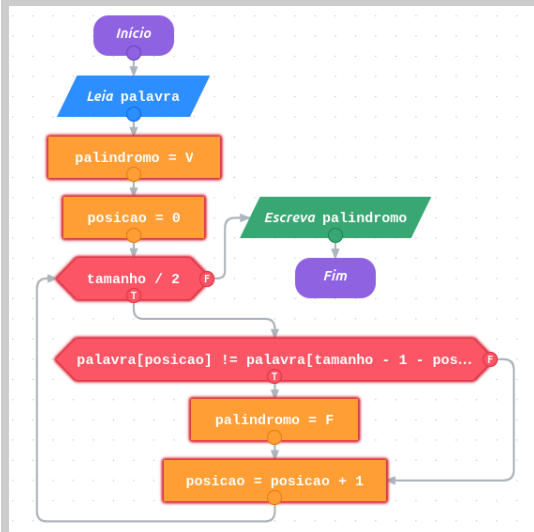 Início
Leia palavra
palindromo = V
posicao = 0
Escreva palindromo
tamanho / 2
F
Fim
T
palavra[posicao] != palavra[tamanho - 1 - pos...
F
T
palindromo = F
posicao = posicao + 1